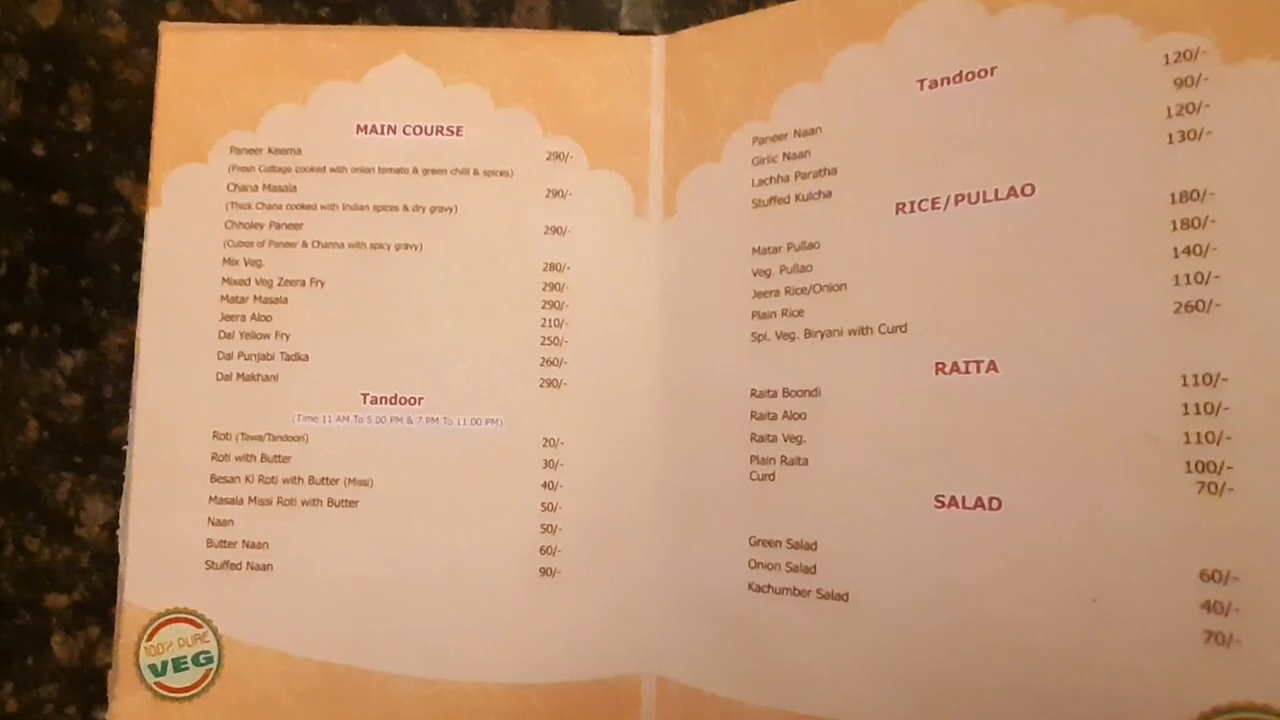 MAIN COURSE
Paneer Keema 290/-
(Fresh Cottage cooked with onion tomato & green chilli & spices)
Chana Masala 290/-
(Thick Chana cooked with Indian spices & dry gravy)
Chholey Paneer 290/-
(Cubes of Paneer & Channa with spicy gravy)
Mix Veg. 280/-
Mixed Veg Zeera Fry 290/-
Matar Masala 290/-
Jeera Aloo 210/-
Dal Yellow Fry 250/-
Dal Punjabi Tadka 260/-
Dal Makhani 290/-
Tandoor
(Time 11 AM To 5.00 PM & 7 PM To 11.00 PM)
Roti (Tawa/Tandoori) 20/-
Roti with Butter 30/-
Besan Ki Roti with Butter (Missi) 40/-
Masala Missi Roti with Butter 50/-
Naan 50/-
Butter Naan 60/-
Stuffed Naan 90/-
100% PURE
VEG
Tandoor
Paneer Naan 120/-
Girlic Naan 90/-
Lachha Paratha 120/-
Stuffed Kulcha 130/-
RICE/PULLAO
Matar Pullao 180/-
Veg. Pullao 180/-
Jeera Rice/Onion 140/-
Plain Rice 110/-
Spl. Veg. Biryani with Curd 260/-
RAITA
Raita Boondi 110/-
Raita Aloo 110/-
Raita Veg. 110/-
Plain Raita 100/-
Curd 70/-
SALAD
Green Salad 60/-
Onion Salad 40/-
Kachumber Salad 70/-